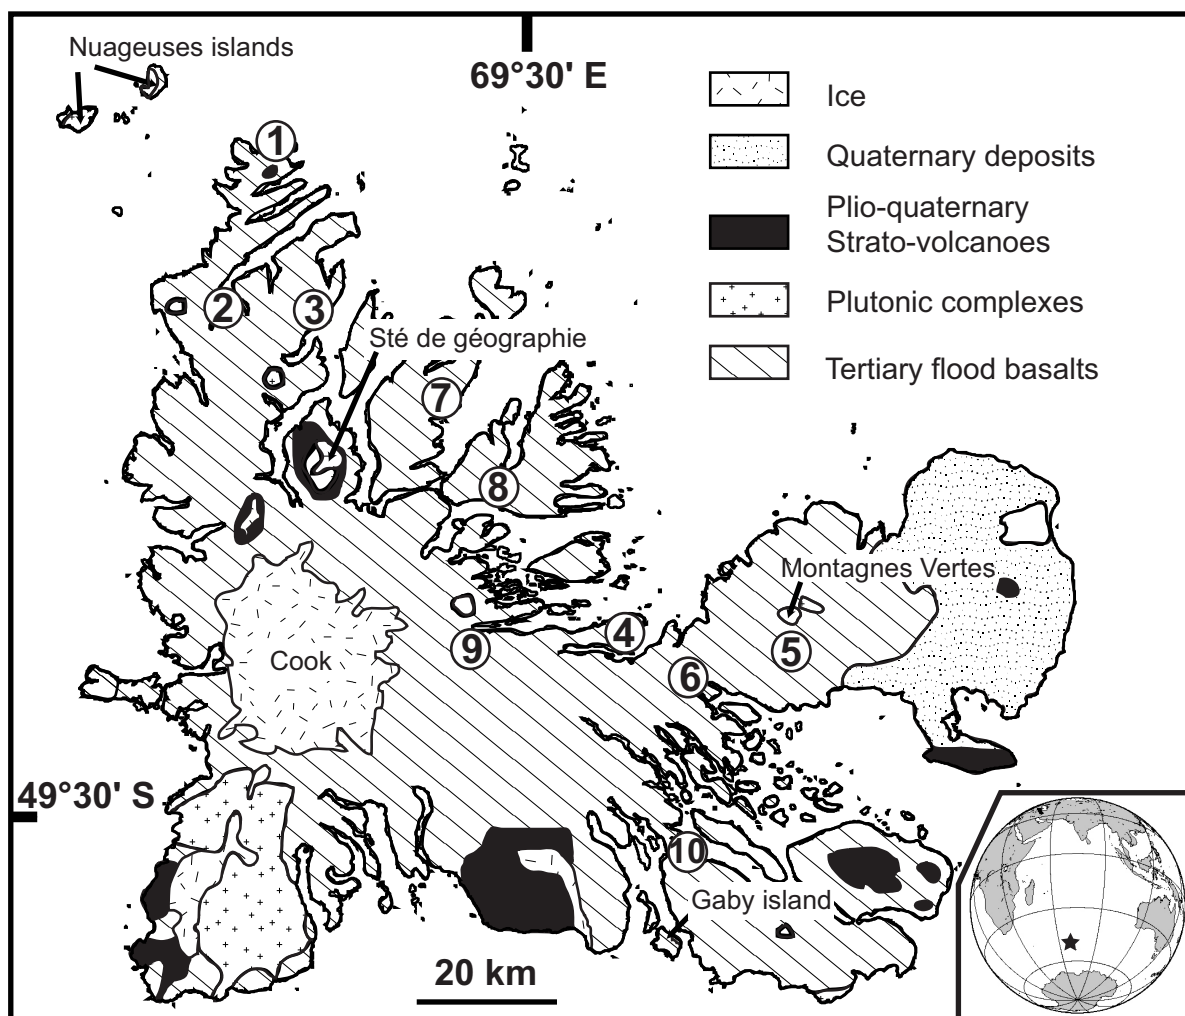 Nuageuses islands
69°30' E
Ice
Quaternary deposits
Plio-quaternary
Strato-volcanoes
Plutonic complexes
Tertiary flood basalts
1
2
3
Sté de géographie
7
8
Montagnes Vertes
4
9
5
6
Cook
49°30' S
10
Gaby island
20 km